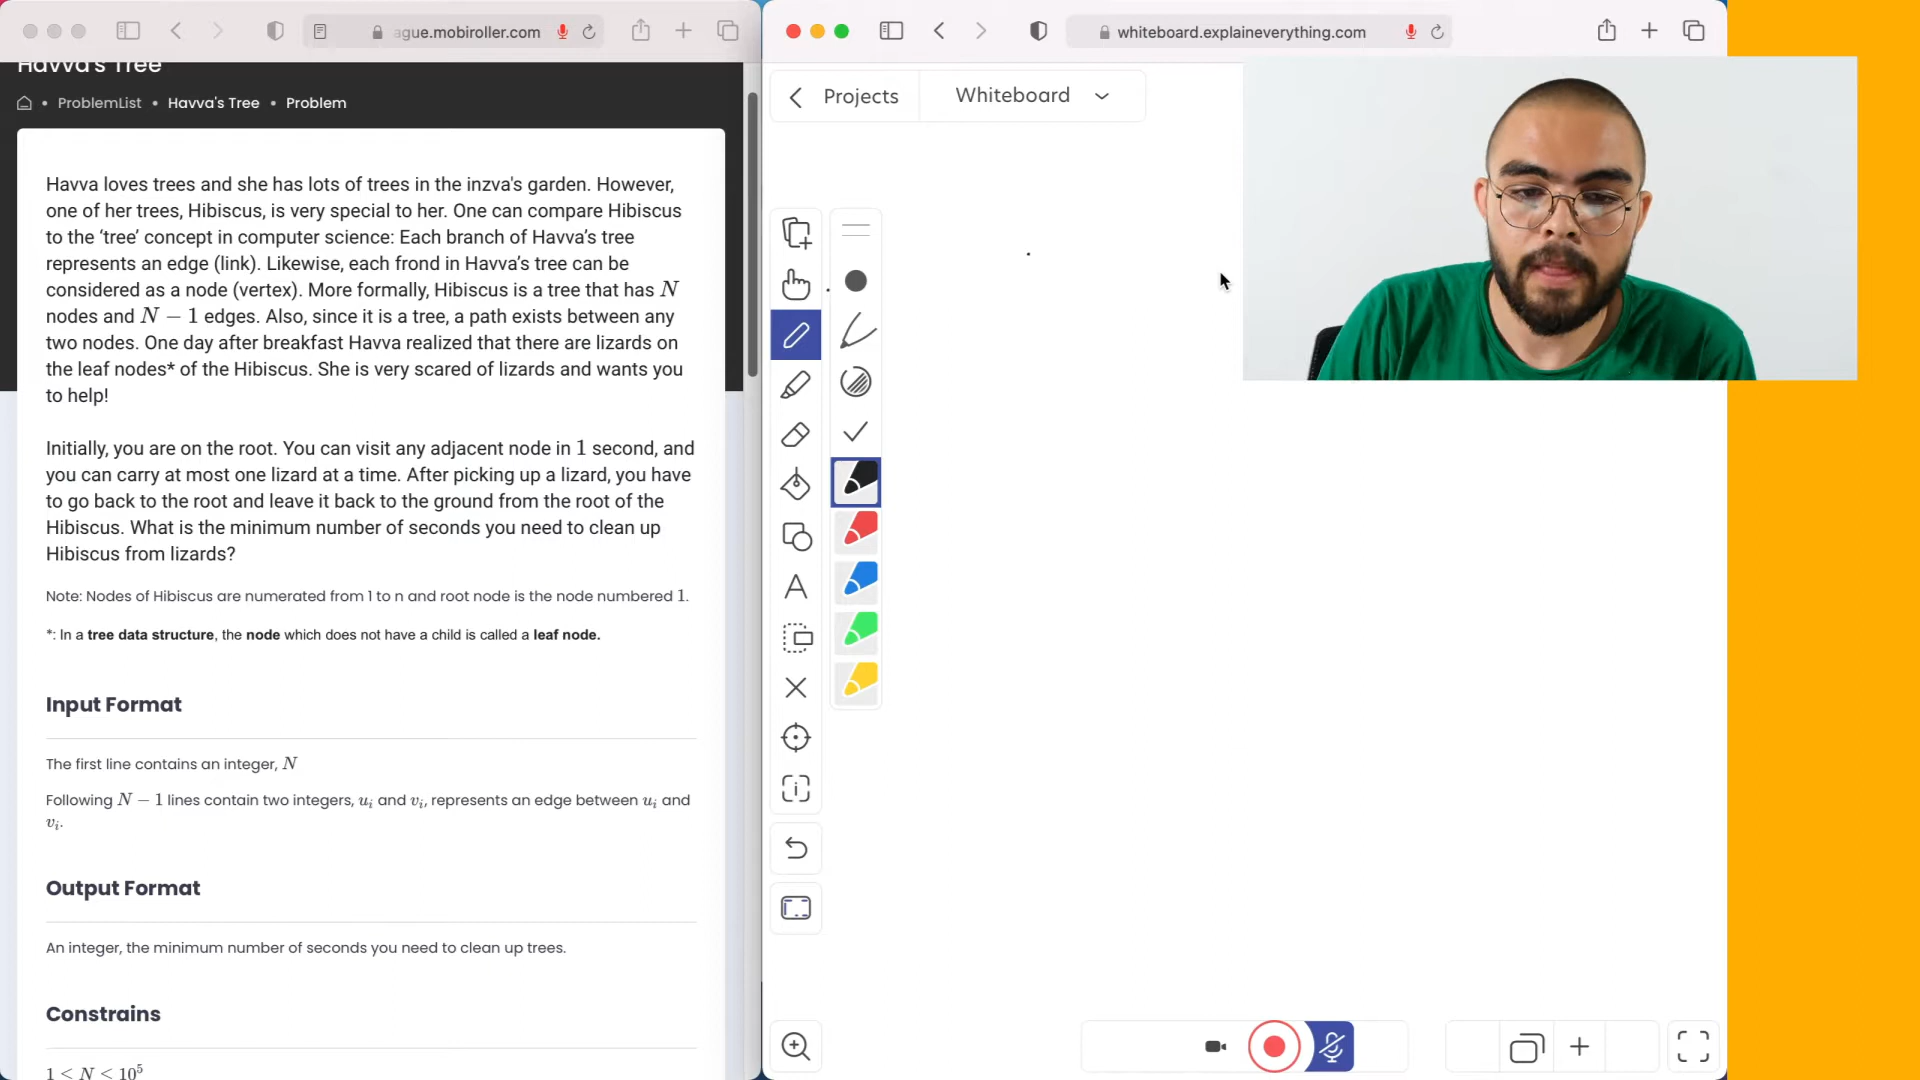 ague.mobiroller.com
whiteboard.explaineverything.com
Havva's Tree
ProblemList • Havva's Tree • Problem
Projects
Whiteboard
Havva loves trees and she has lots of trees in the inzva's garden. However,
one of her trees, Hibiscus, is very special to her. One can compare Hibiscus
to the ‘tree’ concept in computer science: Each branch of Havva’s tree
represents an edge (link). Likewise, each frond in Havva’s tree can be
considered as a node (vertex). More formally, Hibiscus is a tree that has N
nodes and N − 1 edges. Also, since it is a tree, a path exists between any
two nodes. One day after breakfast Havva realized that there are lizards on
the leaf nodes* of the Hibiscus. She is very scared of lizards and wants you
to help!
Initially, you are on the root. You can visit any adjacent node in 1 second, and
you can carry at most one lizard at a time. After picking up a lizard, you have
to go back to the root and leave it back to the ground from the root of the
Hibiscus. What is the minimum number of seconds you need to clean up
Hibiscus from lizards?
Note: Nodes of Hibiscus are numerated from 1 to n and root node is the node numbered 1.
*: In a tree data structure, the node which does not have a child is called a leaf node.
Input Format
The first line contains an integer, N
Following N − 1 lines contain two integers, uᵢ and vᵢ, represents an edge between uᵢ and
vᵢ.
Output Format
An integer, the minimum number of seconds you need to clean up trees.
Constrains
1 < N < 10⁵
A